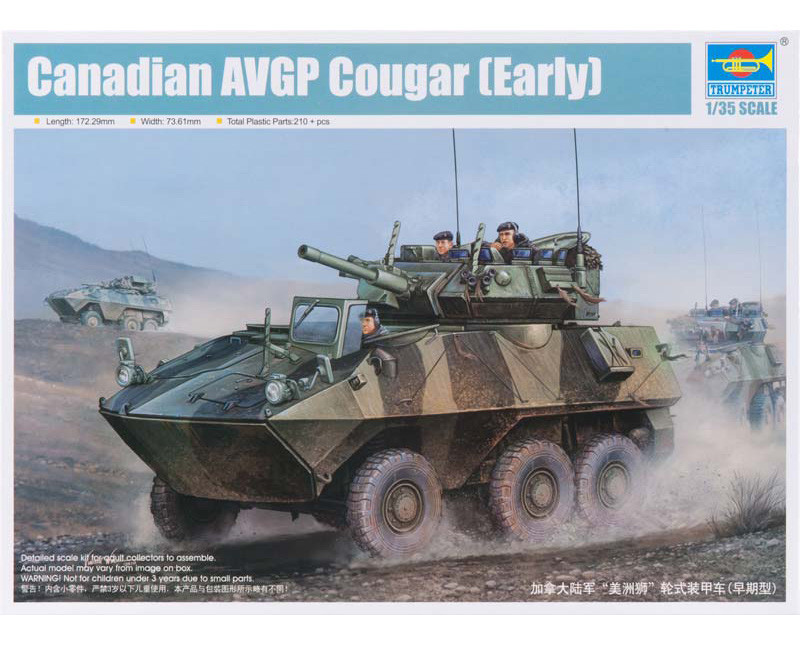 Canadian AVGP Cougar (Early)
®
TRUMPETER
1/35 SCALE
Length: 172.29mm Width: 73.61mm Total Plastic Parts:210 + pcs
Detailed scale kit for adult collectors to assemble.
Actual model may vary from image.
WARNING! Not for children under 3 years due to small parts.
警告！内含小零件，严禁3岁以下儿童使用．本产品与包装图形所示略有不同！
加拿大陆军“美洲狮”轮式装甲车(早期型)